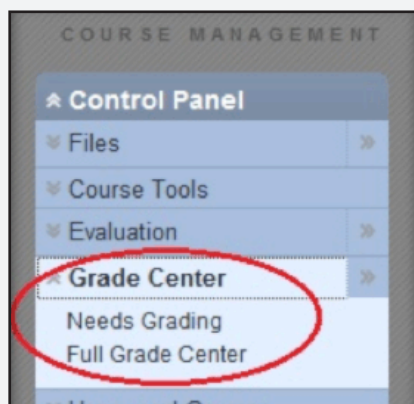 COURSE MANAGEMENT
Control Panel
Files
Course Tools
Evaluation
Grade Center
Needs Grading
Full Grade Center